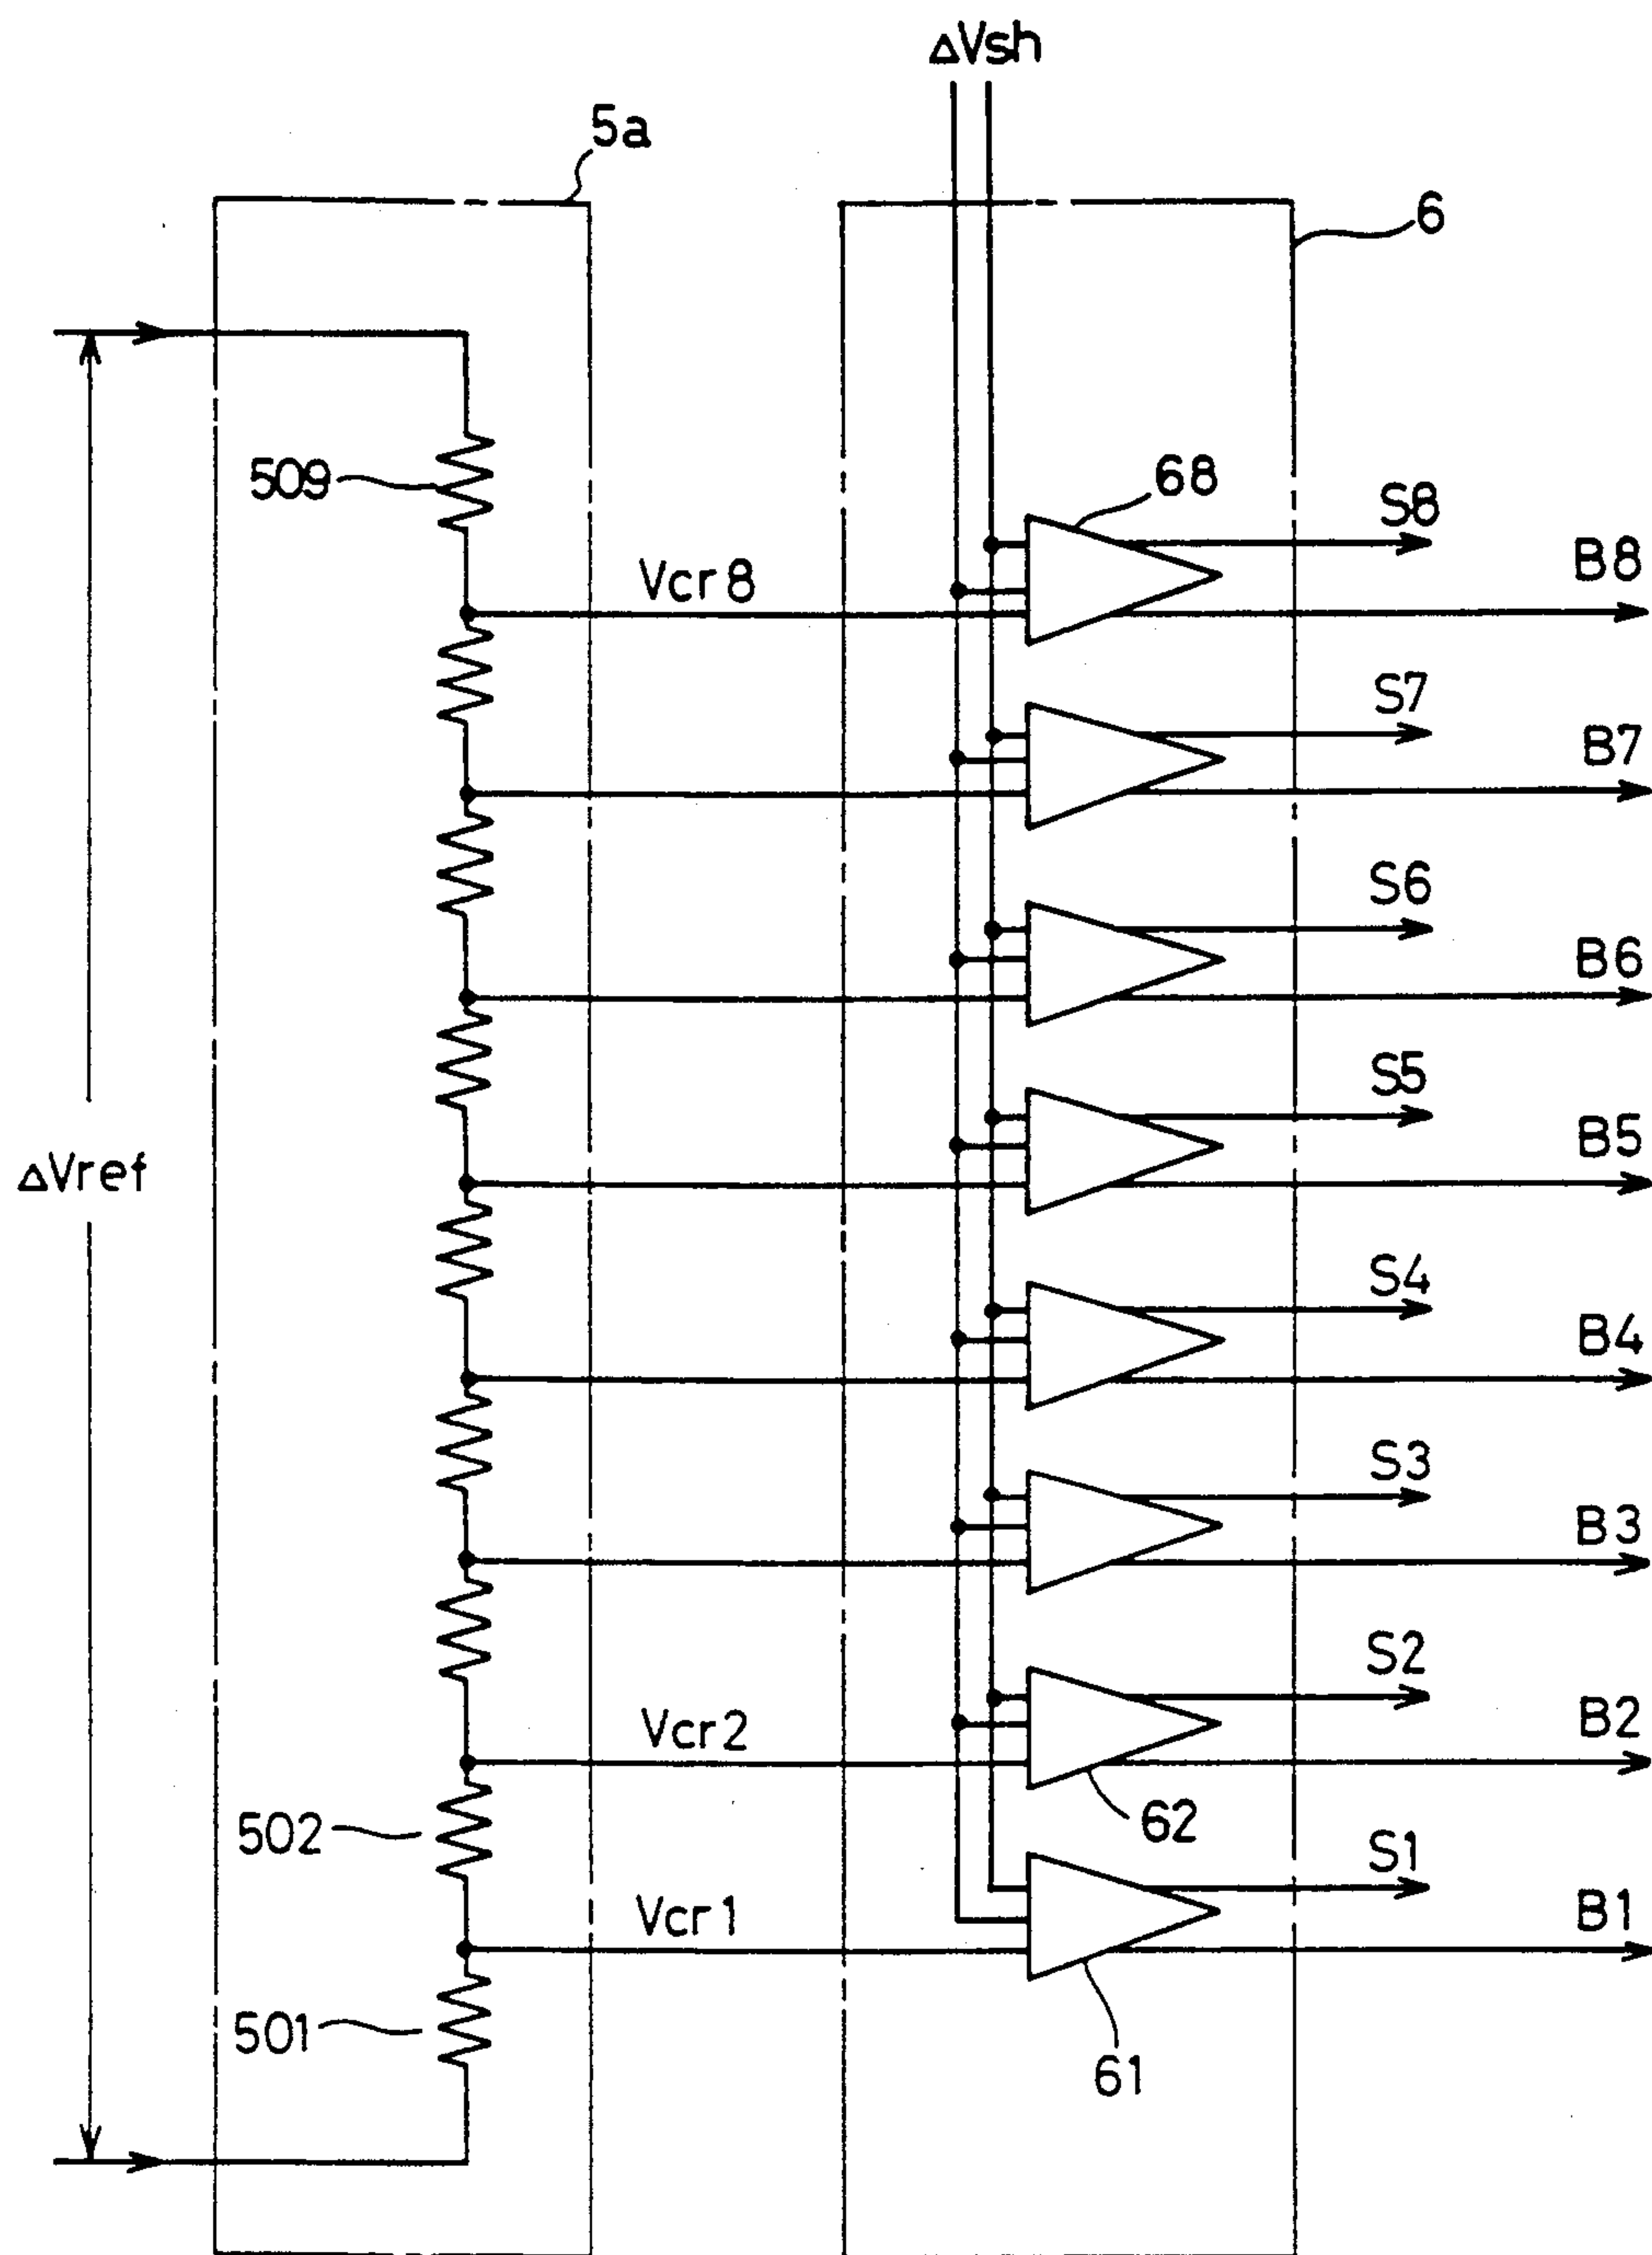 ΔVsh
5a
6
509
68
S8
Vcr8
B8
S7
B7
S6
B6
S5
ΔVref
B5
S4
B4
S3
B3
S2
Vcr2
B2
502
62
S1
Vcr1
B1
501
61